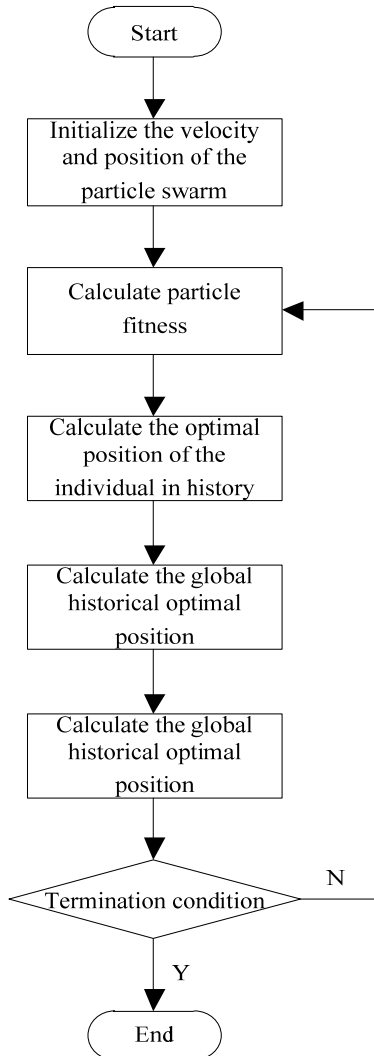 Start
Initialize the velocity
and position of the
particle swarm
Calculate particle
fitness
Calculate the optimal
position of the
individual in history
Calculate the global
historical optimal
position
Calculate the global
historical optimal
position
Termination condition
N
Y
End